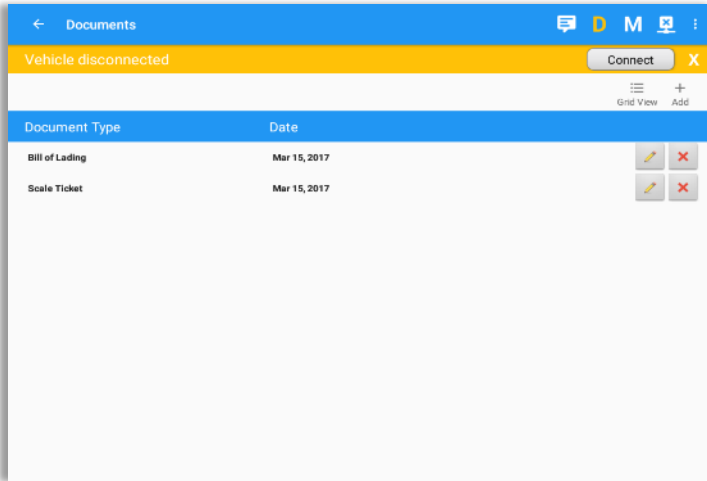 Documents D M
Vehicle disconnected Connect X
Grid View Add
Document Type Date
Bill of Lading Mar 15, 2017
Scale Ticket Mar 15, 2017